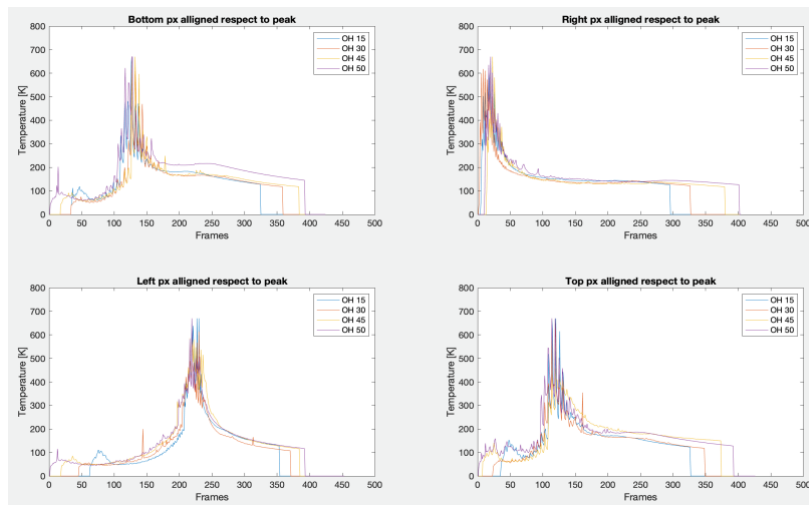 Bottom px alligned respect to peak
800
700
600
500
400
300
200
100
0
Temperature [K]
0 50 100 150 200 250 300 350 400 450 500
Frames
OH 15
OH 30
OH 45
OH 50
Right px alligned respect to peak
800
700
600
500
400
300
200
100
0
Temperature [K]
0 50 100 150 200 250 300 350 400 450 500
Frames
OH 15
OH 30
OH 45
OH 50
Left px alligned respect to peak
800
700
600
500
400
300
200
100
0
Temperature [K]
0 50 100 150 200 250 300 350 400 450 500
Frames
OH 15
OH 30
OH 45
OH 50
Top px alligned respect to peak
800
700
600
500
400
300
200
100
0
Temperature [K]
0 50 100 150 200 250 300 350 400 450 500
Frames
OH 15
OH 30
OH 45
OH 50